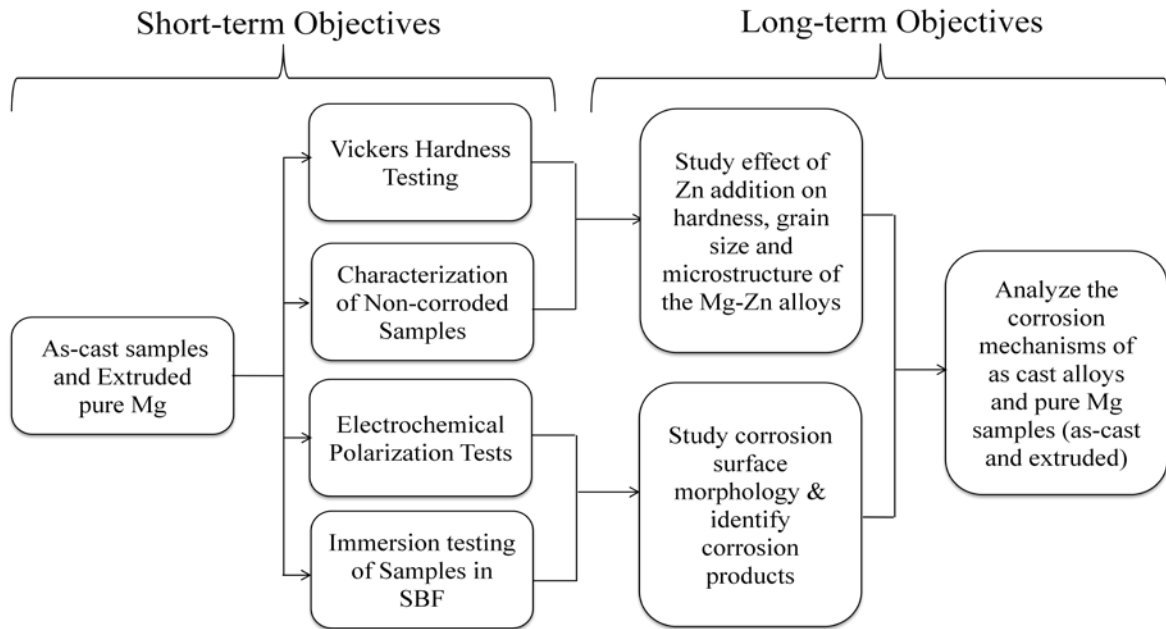 Short-term Objectives
Long-term Objectives
As-cast samples
and Extruded
pure Mg
Vickers Hardness
Testing
Characterization
of Non-corroded
Samples
Electrochemical
Polarization Tests
Immersion testing
of Samples in
SBF
Study effect of
Zn addition on
hardness, grain
size and
microstructure of
the Mg-Zn alloys
Study corrosion
surface
morphology &
identify
corrosion
products
Analyze the
corrosion
mechanisms of
as cast alloys
and pure Mg
samples (as-cast
and extruded)